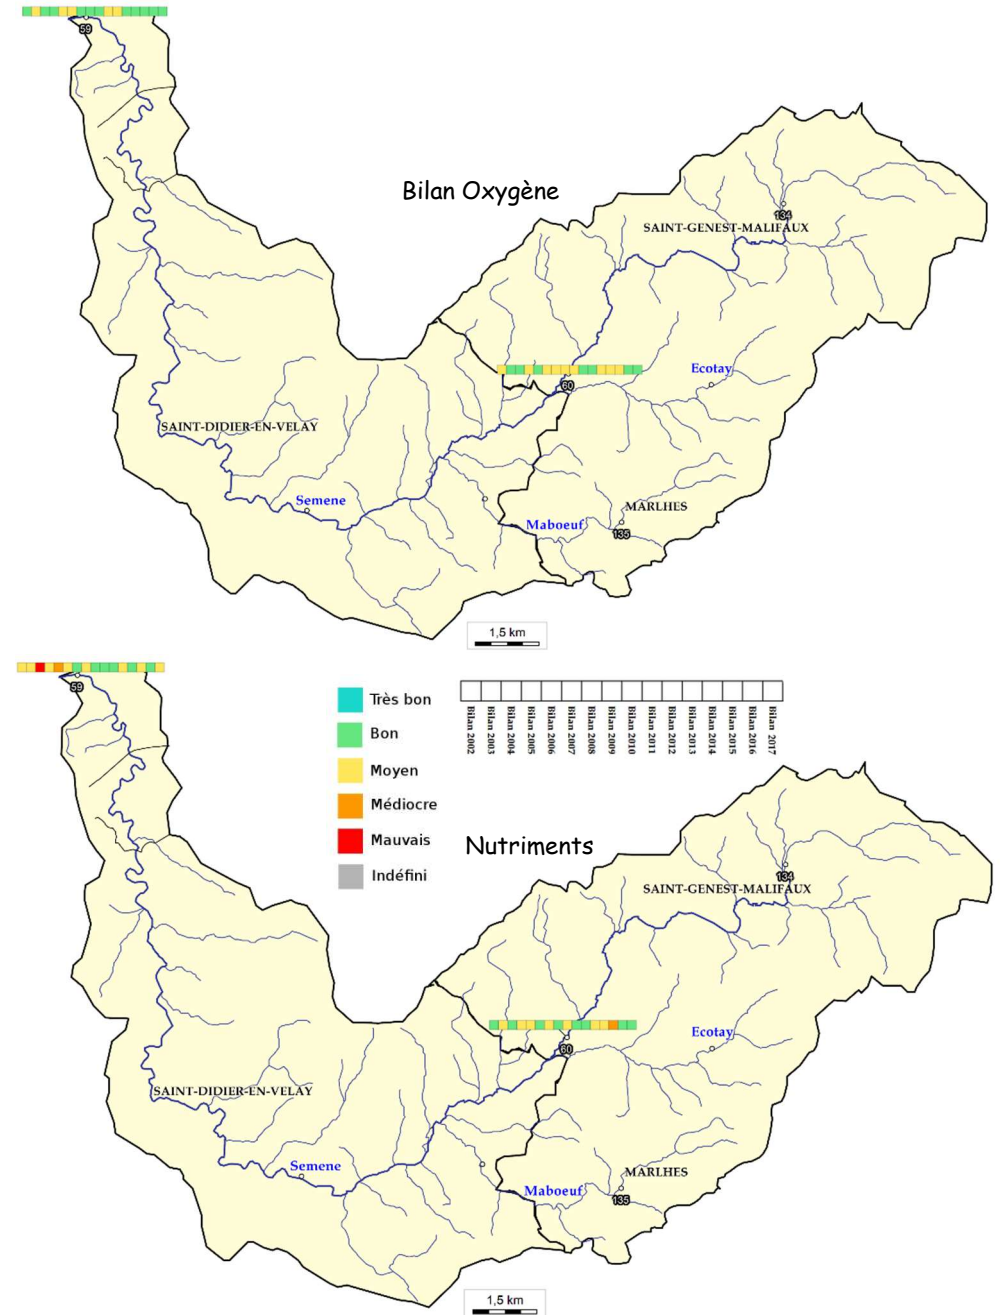 59
Bilan Oxygène
134
SAINT-GENEST-MALIFAUX
Ecotay
60
SAINT-DIDIER-EN-VELAY
Semene
MARLHES
Maboeuf
135
1,5 km
59
Très bon
Bon
Moyen
Médiocre
Mauvais
Indéfini
Bilan 2002
Bilan 2003
Bilan 2004
Bilan 2005
Bilan 2006
Bilan 2007
Bilan 2008
Bilan 2009
Bilan 2010
Bilan 2011
Bilan 2012
Bilan 2013
Bilan 2014
Bilan 2015
Bilan 2016
Bilan 2017
Nutriments
134
SAINT-GENEST-MALIFAUX
Ecotay
60
SAINT-DIDIER-EN-VELAY
Semene
MARLHES
Maboeuf
135
1,5 km